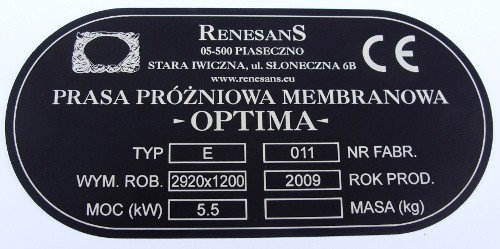 RENESANS
05-500 PIASECZNO
STARA IWICZNA, ul. SŁONECZNA 6B
www.renesans.eu
CE
PRASA PRÓŻNIOWA MEMBRANOWA
- OPTIMA -
TYP E 011 NR FABR.
WYM. ROB. 2920x1200 2009 ROK PROD.
MOC (kW) 5.5 MASA (kg)